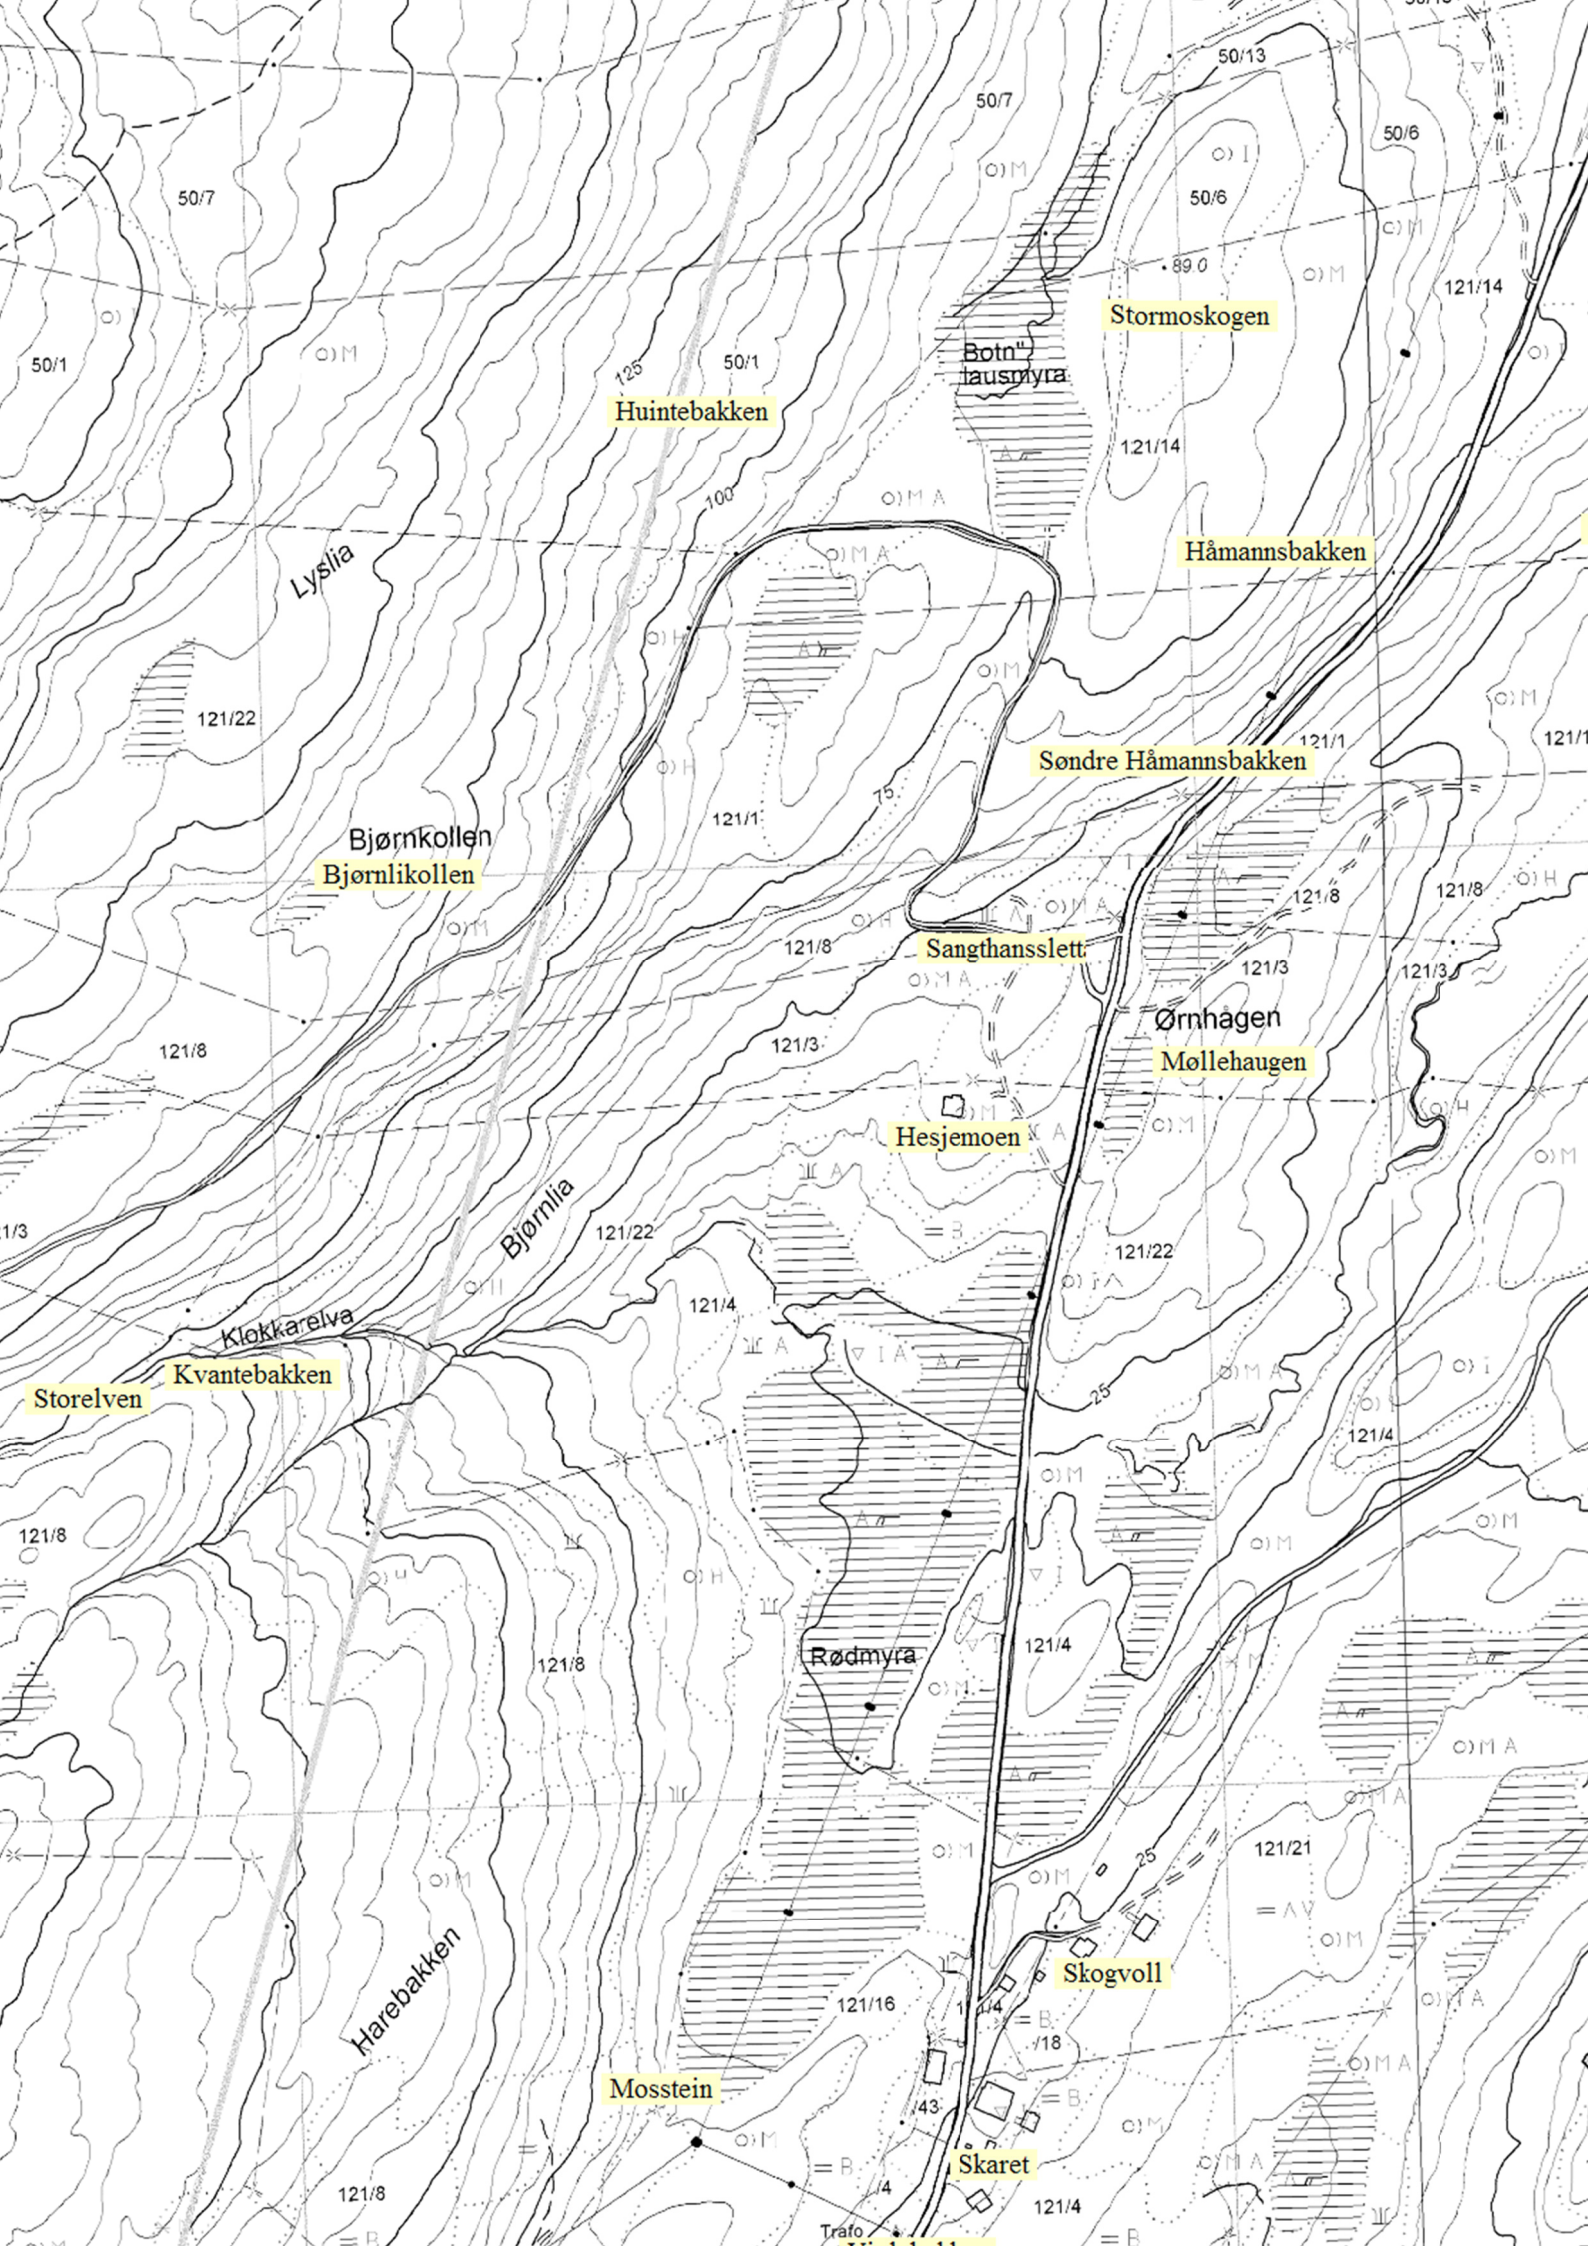 50/13
50/7
50/6
50/7
50/6
89.0
121/14
Stormoskogen
Botn"
lausmyra
50/1
50/1
125
Huintebakken
121/14
100
Håmannsbakken
Lyslia
121/22
121/1
Søndre Håmannsbakken
75
121/1
Bjørnkollen
Bjørnlikollen
121/8
121/8
121/8
Sangthansslett
121/3
121/3
Ørnhågen
121/3
121/8
Møllehaugen
Hesjemoen
Bjørnlia
121/22
121/22
121/4
Klokkarelva
Kvantebakken
Storelven
25
121/4
121/8
Rødmyra
121/4
121/8
25
121/21
Harebakken
Skogvoll
121/16
/18
Mosstein
/43
Skaret
121/8
/4
121/4
Trafo